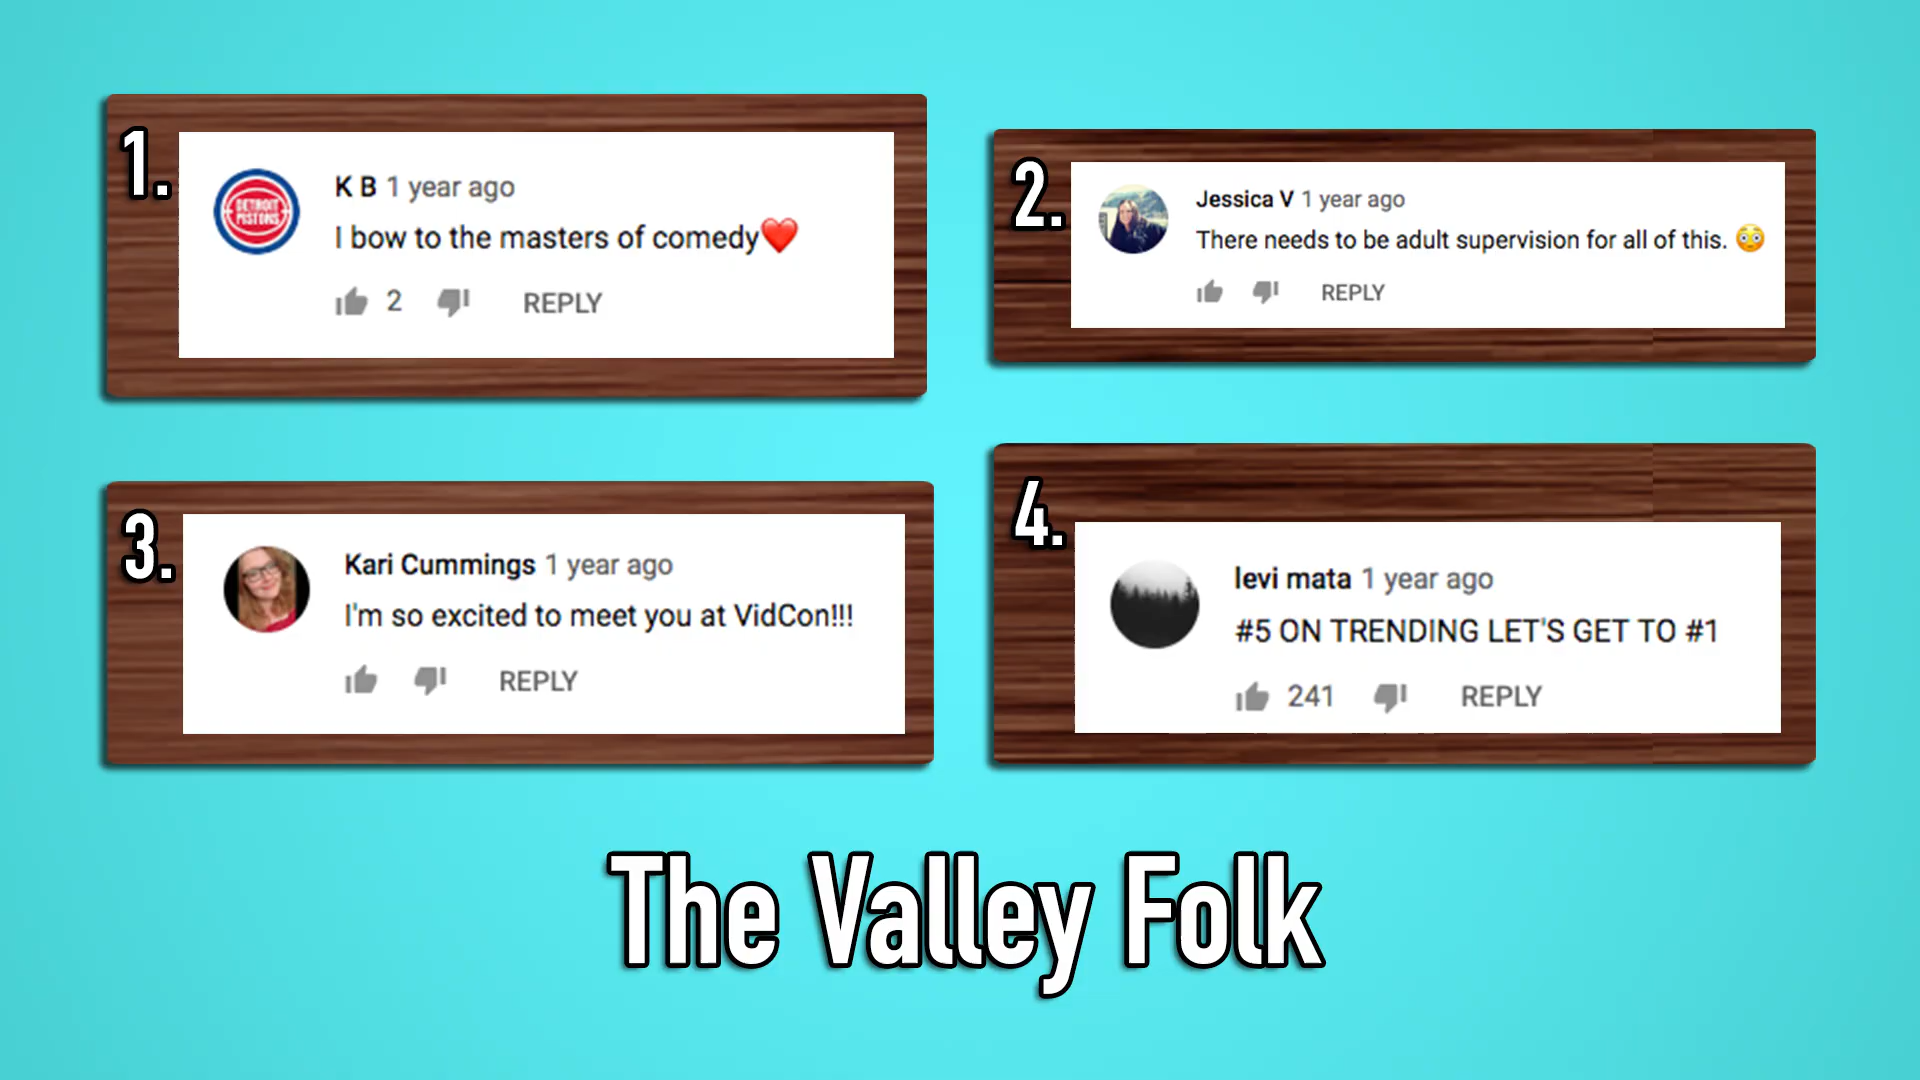 1.
K B 1 year ago
I bow to the masters of comedy❤️
2 REPLY
DETROIT
PISTONS
2.
Jessica V 1 year ago
There needs to be adult supervision for all of this. 😳
REPLY
3.
Kari Cummings 1 year ago
I'm so excited to meet you at VidCon!!!
REPLY
4.
levi mata 1 year ago
#5 ON TRENDING LET'S GET TO #1
241 REPLY
The Valley Folk